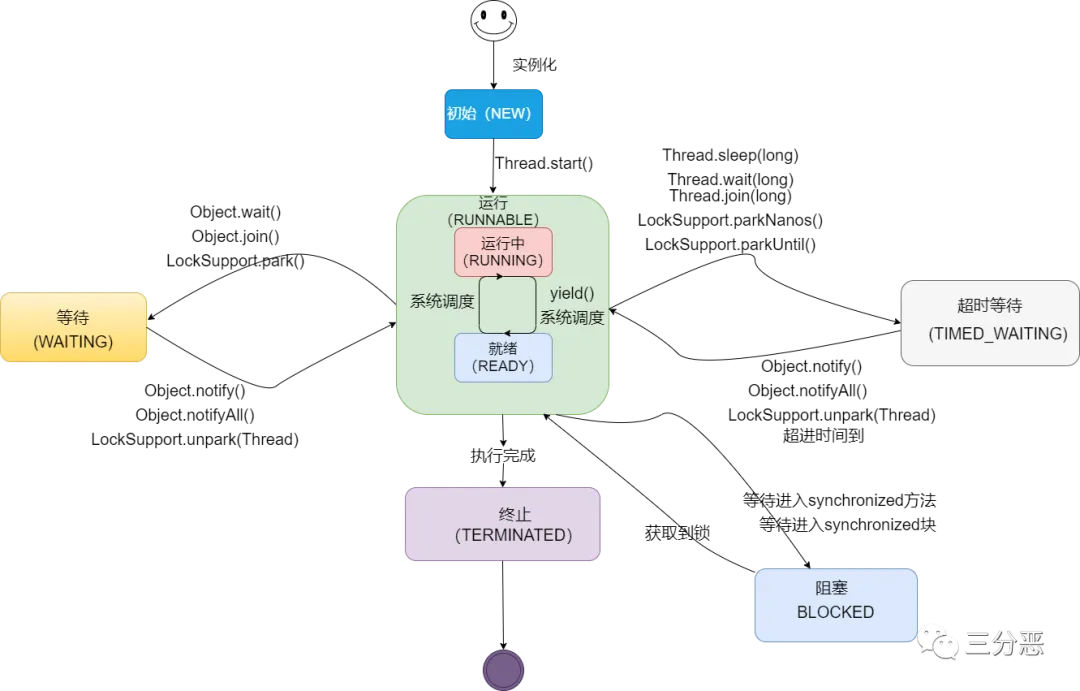 实例化
初始（NEW）
Thread.start()
Thread.sleep(long)
Thread.wait(long)
Thread.join(long)
LockSupport.parkNanos()
LockSupport.parkUntil()
Object.wait()
Object.join()
LockSupport.park()
运行
（RUNNABLE）
运行中
（RUNNING）
系统调度
yield()
系统调度
就绪
（READY）
等待
(WAITING)
超时等待
(TIMED_WAITING)
Object.notify()
Object.notifyAll()
LockSupport.unpark(Thread)
Object.notify()
Object.notifyAll()
LockSupport.unpark(Thread)
超进时间到
执行完成
终止
（TERMINATED）
等待进入synchronized方法
等待进入synchronized块
获取到锁
阻塞
BLOCKED
三分恶